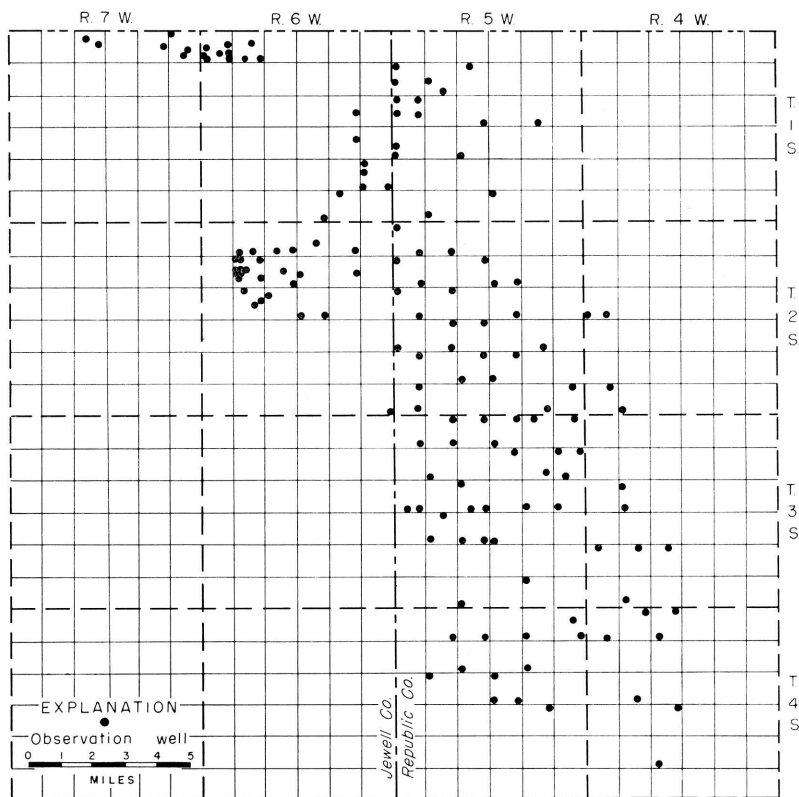 R. 7 W. R. 6 W. R. 5 W. R. 4 W.
T.
1
S.
T.
2
S.
T.
3
S.
T.
4
S.
Jewell Co.
Republic Co.
EXPLANATION
Observation well
0 1 2 3 4 5
MILES